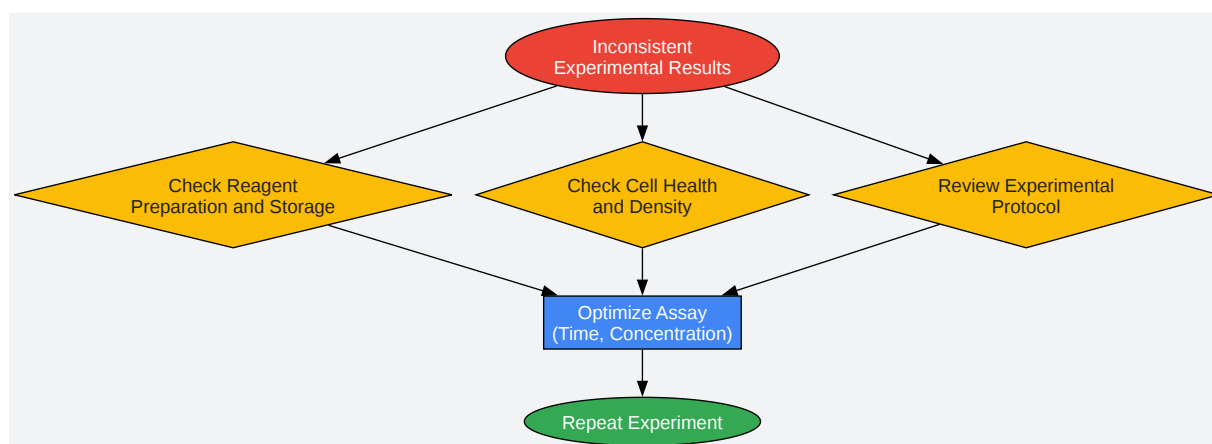 Inconsistent
Experimental Results
Check Reagent
Preparation and Storage
Check Cell Health
and Density
Review Experimental
Protocol
Optimize Assay
(Time, Concentration)
Repeat Experiment